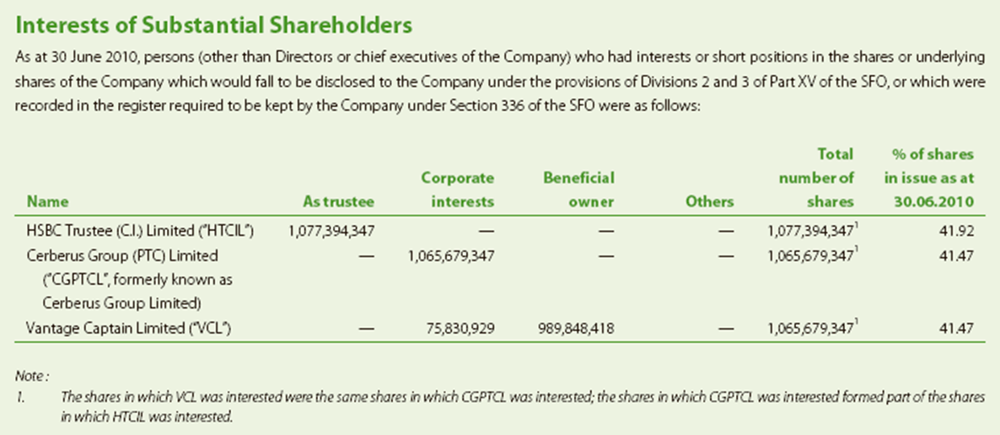 Interests of Substantial Shareholders
As at 30 June 2010, persons (other than Directors or chief executives of the Company) who had interests or short positions in the shares or underlying
shares of the Company which would fall to be disclosed to the Company under the provisions of Divisions 2 and 3 of Part XV of the SFO, or which were
recorded in the register required to be kept by the Company under Section 336 of the SFO were as follows:
Total % of shares
Corporate Beneficial number of in issue as at
Name As trustee interests owner Others shares 30.06.2010
HSBC Trustee (C.I.) Limited ("HTCIL") 1,077,394,347 — — — 1,077,394,347¹ 41.92
Cerberus Group (PTC) Limited — 1,065,679,347 — — 1,065,679,347¹ 41.47
("CGPTCL", formerly known as
Cerberus Group Limited)
Vantage Captain Limited ("VCL") — 75,830,929 989,848,418 — 1,065,679,347¹ 41.47
Note :
1. The shares in which VCL was interested were the same shares in which CGPTCL was interested; the shares in which CGPTCL was interested formed part of the shares
in which HTCIL was interested.